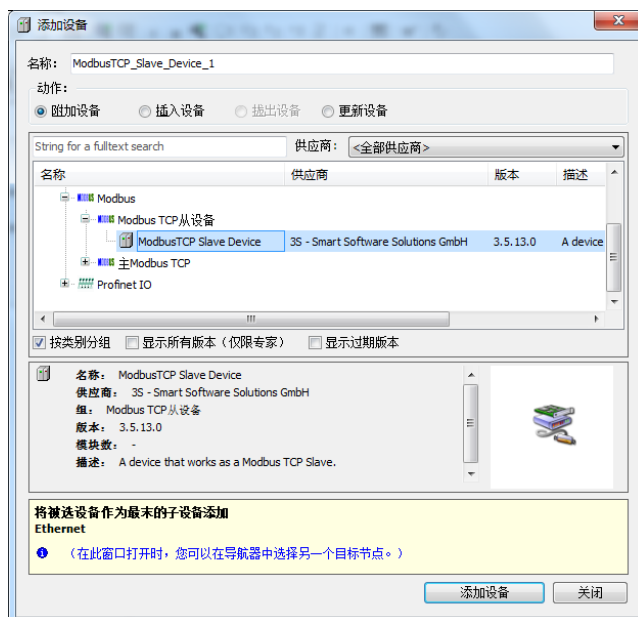 添加设备
名称: ModbusTCP_Slave_Device_1
动作:
附加设备 插入设备 拔出设备 更新设备
String for a fulltext search 供应商: <全部供应商>
名称 供应商 版本 描述
Modbus
Modbus TCP从设备
ModbusTCP Slave Device 3S - Smart Software Solutions GmbH 3.5.13.0 A device
主Modbus TCP
Profinet IO
按类别分组 显示所有版本（仅限专家） 显示过期版本
名称: ModbusTCP Slave Device
供应商: 3S - Smart Software Solutions GmbH
组: Modbus TCP从设备
版本: 3.5.13.0
模块数: -
描述: A device that works as a Modbus TCP Slave.
将被选设备作为最末的子设备添加
Ethernet
（在此窗口打开时，您可以在导航器中选择另一个目标节点。）
添加设备 关闭